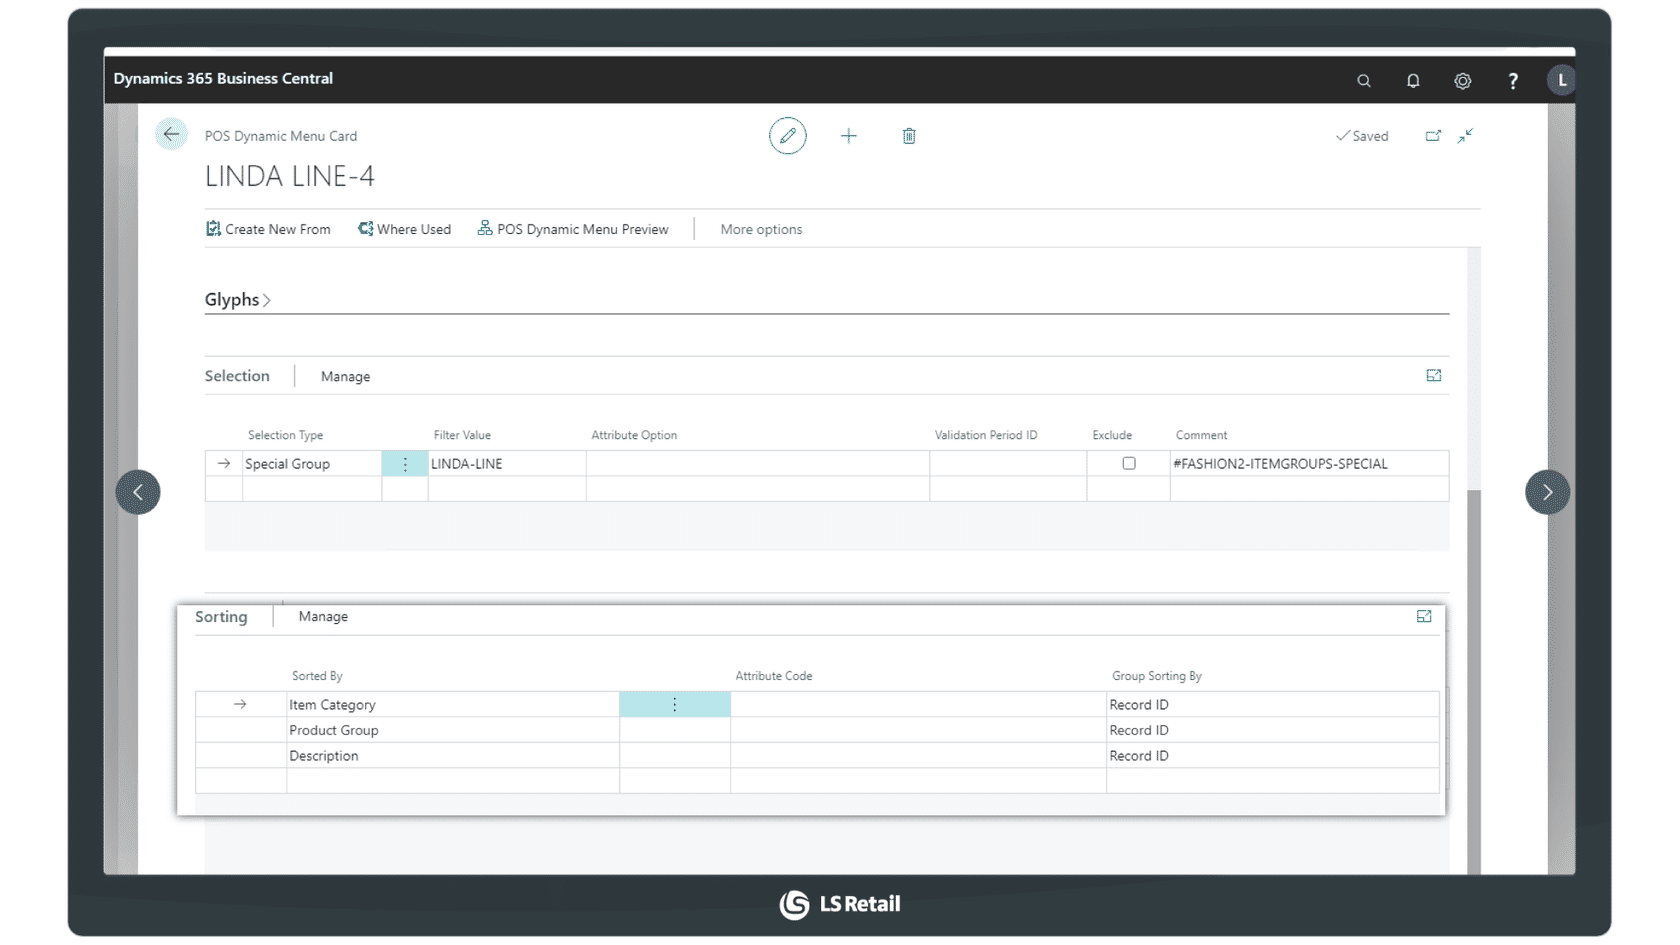 Dynamics 365 Business Central
? L
POS Dynamic Menu Card
Saved
LINDA LINE-4
Create New From Where Used POS Dynamic Menu Preview More options
Glyphs
Selection Manage
Selection Type Filter Value Attribute Option Validation Period ID Exclude Comment
Special Group LINDA-LINE #FASHION2-ITEMGROUPS-SPECIAL
Sorting Manage
Sorted By Attribute Code Group Sorting By
Item Category Record ID
Product Group Record ID
Description Record ID
LS Retail